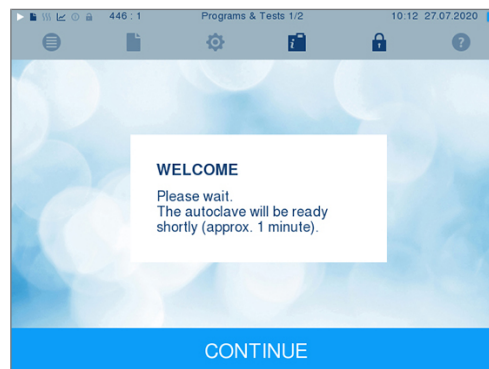 446 : 1 Programs & Tests 1/2 10:12 27.07.2020
i
?
WELCOME
Please wait.
The autoclave will be ready
shortly (approx. 1 minute).
CONTINUE